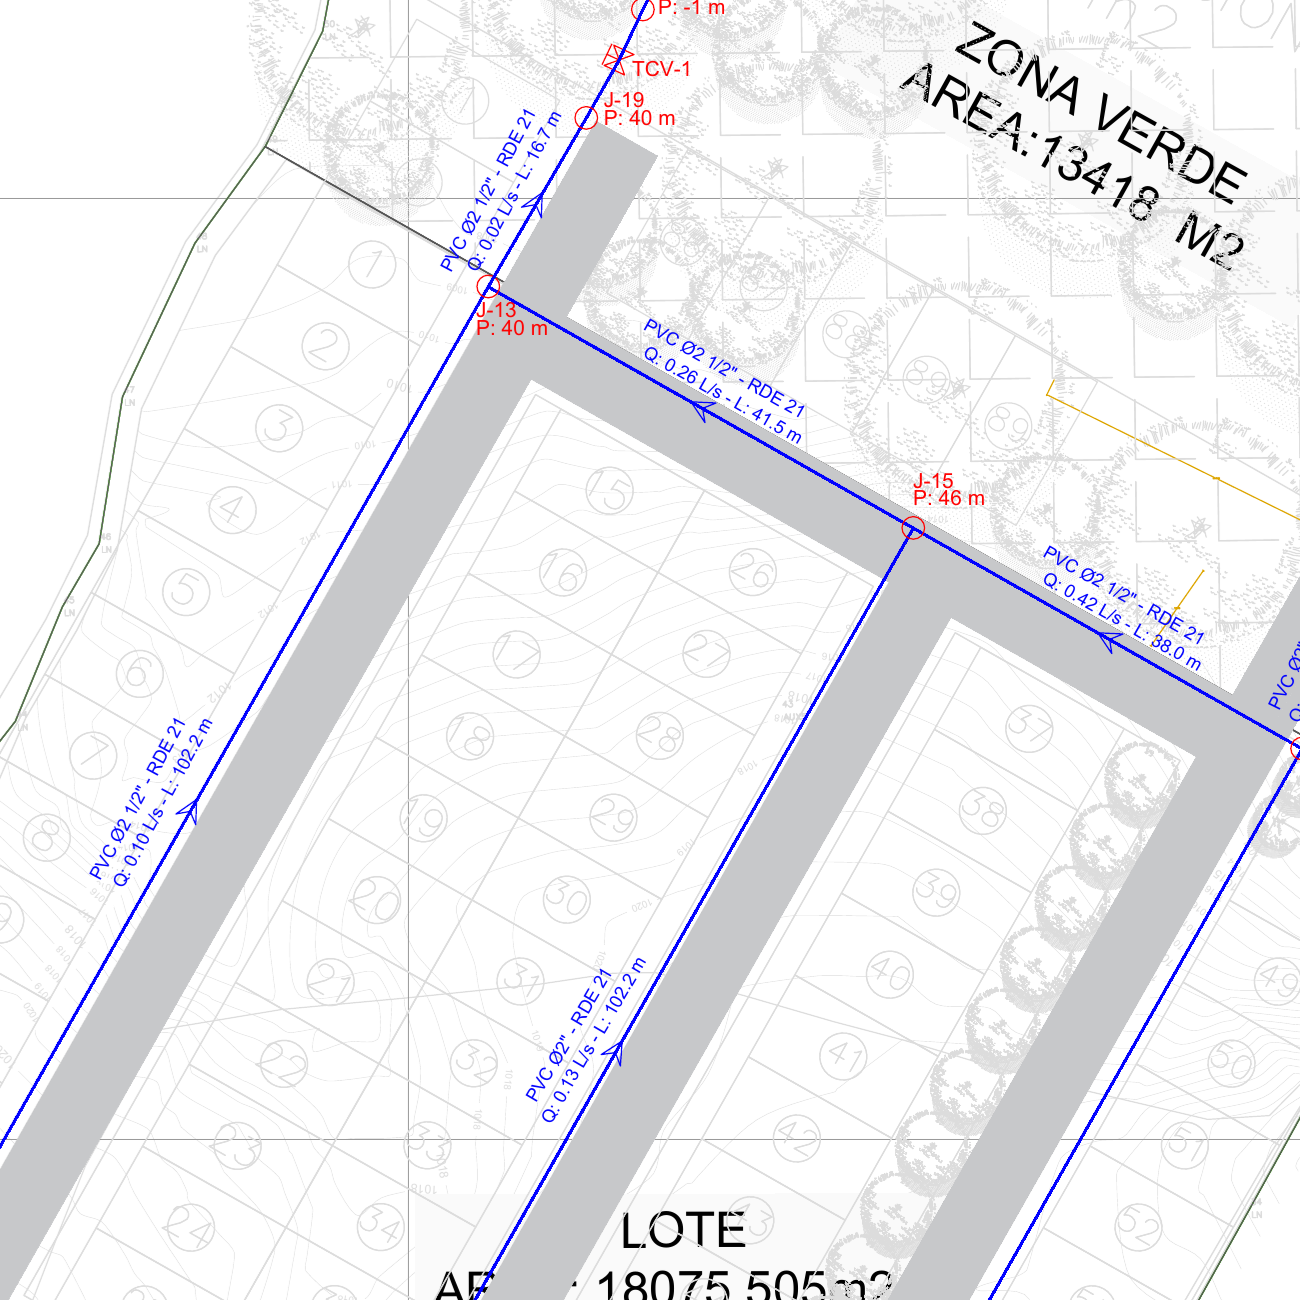 P: -1 m
TCV-1
J-19
P: 40 m
ZONA VERDE
AREA:13418 M2
PVC Ø2 1/2" - RDE 21
Q: 0.02 L/s - L: 16.7 m
J-13
P: 40 m
PVC Ø2 1/2" - RDE 21
Q: 0.26 L/s - L: 41.5 m
J-15
P: 46 m
PVC Ø2 1/2" - RDE 21
Q: 0.42 L/s - L: 38.0 m
PVC Ø2 1/2" - RDE 21
Q: 0.10 L/s - L: 102.2 m
PVC Ø2" - RDE 21
Q: 0.13 L/s - L: 102.2 m
1
2
3
4
5
6
7
8
9
15
16
17
18
19
20
21
22
23
24
26
27
28
29
30
31
32
33
34
37
38
39
40
41
42
49
50
51
52
88
89
89
LOTE
18075.505m2